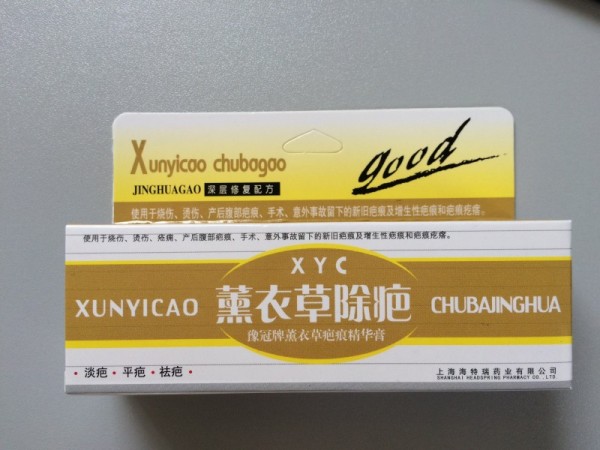 Xunyicao chubagao
good
JINGHUAGAO 深层修复配方
使用于烧伤、烫伤、产后腹部疤痕、手术、意外事故留下的新旧疤痕及增生性疤痕和疤痕疙瘩。
使用于烧伤、烫伤、疮痈、产后腹部疤痕、手术、意外事故留下的新旧疤痕及增生性疤痕和疤痕疙瘩。
XYC
XUNYICAO 薰衣草除疤 CHUBAJINGHUA
豫冠牌薰衣草疤痕精华膏
·淡疤·平疤·祛疤·
上海海特瑞药业有限公司
SHANGHAI HEADSPRING PHARMACY CO.,LTD.